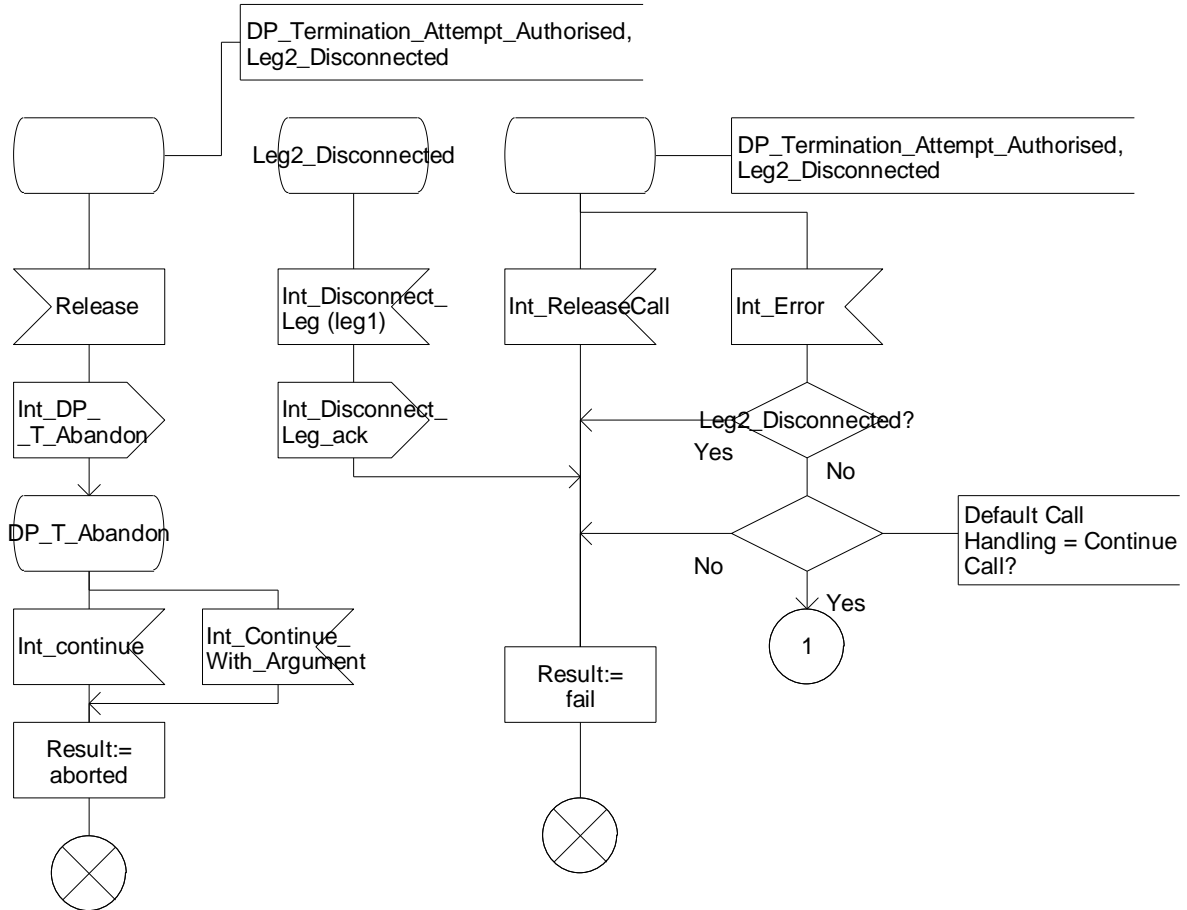 DP_Termination_Attempt_Authorised,
Leg2_Disconnected
Leg2_Disconnected
DP_Termination_Attempt_Authorised,
Leg2_Disconnected
Release
Int_Disconnect_
Leg (leg1)
Int_ReleaseCall
Int_Error
Int_DP_
_T_Abandon
Int_Disconnect_
Leg_ack
Leg2_Disconnected?
Yes
No
DP_T_Abandon
Default Call
Handling = Continue
Call?
No
Yes
Int_continue
Int_Continue_
With_Argument
1
Result:=
fail
Result:=
aborted